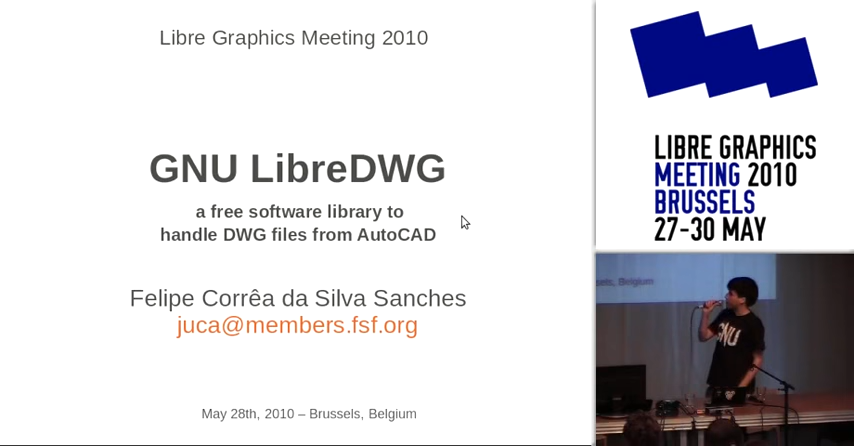 Libre Graphics Meeting 2010
GNU LibreDWG
a free software library to
handle DWG files from AutoCAD
Felipe Corrêa da Silva Sanches
juca@members.fsf.org
May 28th, 2010 – Brussels, Belgium
LIBRE GRAPHICS
MEETING 2010
BRUSSELS
27-30 MAY
sels, Belgium
GNU